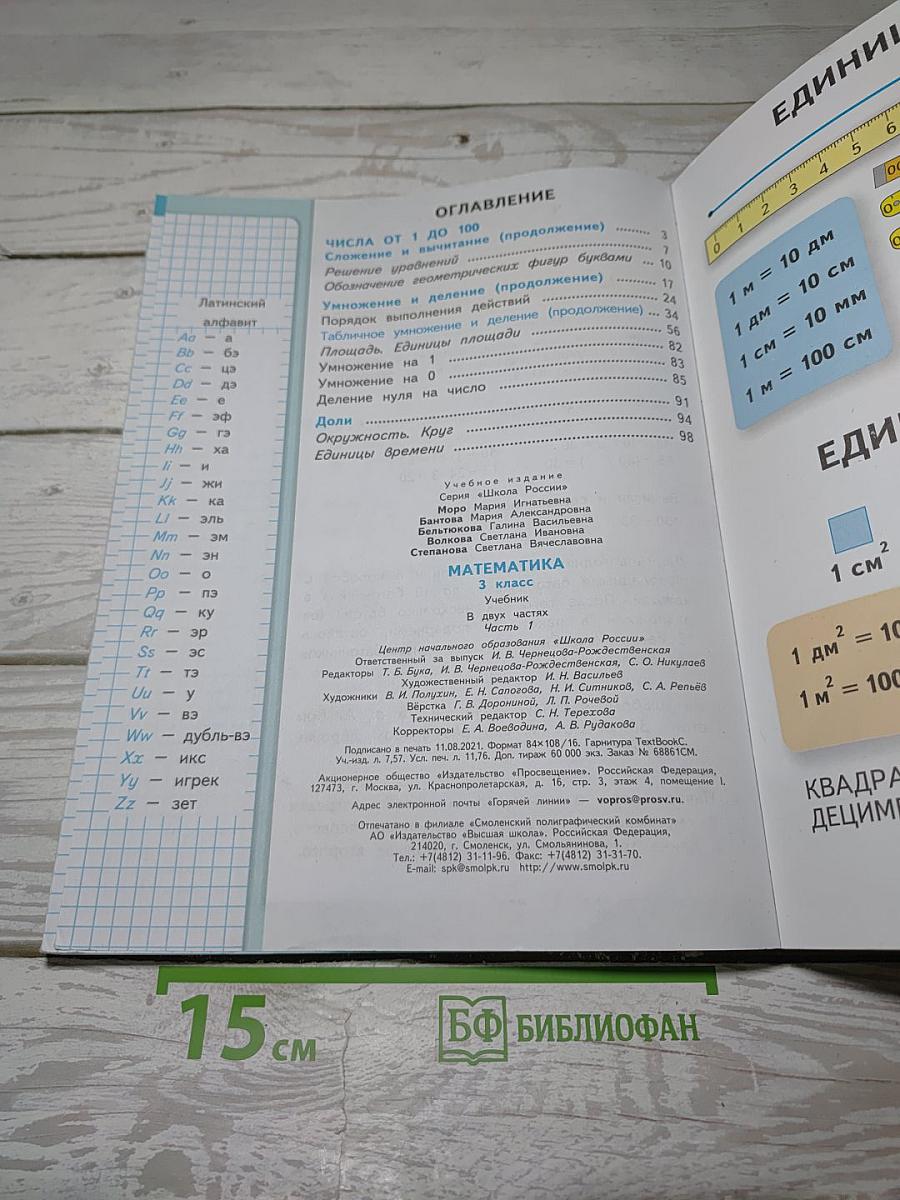 Латинский
алфавит
Aa — а
Bb — бэ
Cc — цэ
Dd — дэ
Ee — е
Ff — эф
Gg — гэ
Hh — ха
Ii — и
Jj — жи
Kk — ка
Ll — эль
Mm — эм
Nn — эн
Oo — о
Pp — пэ
Qq — ку
Rr — эр
Ss — эс
Tt — тэ
Uu — у
Vv — вэ
Ww — дубль-вэ
Xx — икс
Yy — игрек
Zz — зет
ОГЛАВЛЕНИЕ
ЧИСЛА ОТ 1 ДО 100
Сложение и вычитание (продолжение) ........ 3
Решение уравнений ........ 7
Обозначение геометрических фигур буквами ... 10
Умножение и деление (продолжение) ........ 17
Порядок выполнения действий ........ 24
Табличное умножение и деление (продолжение) ... 34
Площадь. Единицы площади ........ 56
Умножение на 1 ........ 82
Умножение на 0 ........ 83
Деление нуля на число ........ 85
Доли ........ 91
Окружность. Круг ........ 94
Единицы времени ........ 98
Учебное издание
Серия «Школа России»
Моро Мария Игнатьевна
Бантова Мария Александровна
Бельтюкова Галина Васильевна
Волкова Светлана Ивановна
Степанова Светлана Вячеславовна
МАТЕМАТИКА
3 класс
Учебник
В двух частях
Часть 1
Центр начального образования «Школа России»
Ответственный за выпуск И. В. Чернецова-Рождественская
Редакторы Т. Б. Бука, И. В. Чернецова-Рождественская, С. О. Никулаев
Художественный редактор И. Н. Васильев
Художники В. И. Полухин, Е. Н. Сапогова, Н. И. Ситников, С. А. Репьёв
Вёрстка Г. В. Дорониной, Л. П. Рочевой
Технический редактор С. Н. Терехова
Корректоры Е. А. Воеводина, А. В. Рудакова
Подписано в печать 11.08.2021. Формат 84×108/16. Гарнитура TextBookC.
Уч.-изд. л. 7,57. Усл. печ. л. 11,76. Доп. тираж 60 000 экз. Заказ № 68861СМ.
Акционерное общество «Издательство «Просвещение». Российская Федерация,
127473, г. Москва, ул. Краснопролетарская, д. 16, стр. 3, этаж 4, помещение I.
Адрес электронной почты «Горячей линии» — vopros@prosv.ru.
Отпечатано в филиале «Смоленский полиграфический комбинат»
АО «Издательство «Высшая школа». Российская Федерация,
214020, г. Смоленск, ул. Смольянинова, 1.
Тел.: +7(4812) 31-11-96. Факс: +7(4812) 31-31-70.
E-mail: spk@smolpk.ru http://www.smolpk.ru
ЕДИНИЦ
0 1 2 3 4 5 6
1 м = 10 дм
1 дм = 10 см
1 см = 10 мм
1 м = 100 см
ЕДИ
1 см²
1 дм² = 10
1 м² = 100
КВАДРА
ДЕЦИМЕ
15 см
БФ БИБЛИОФАН